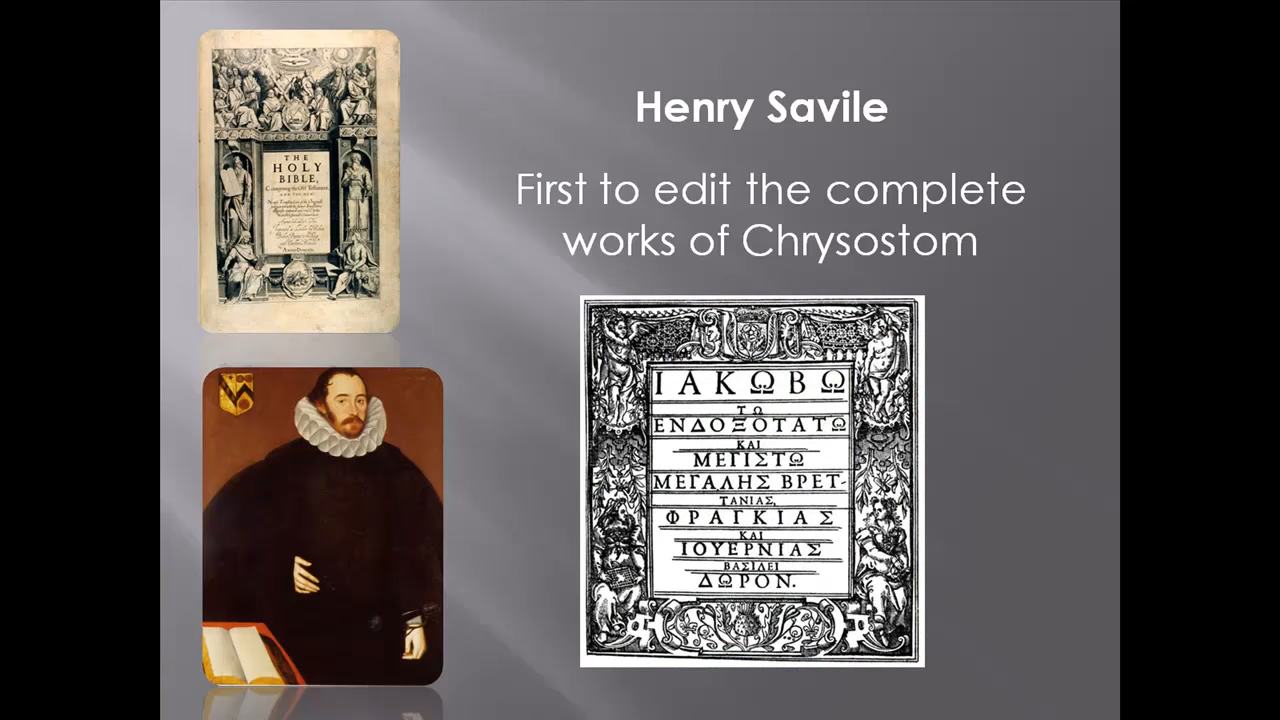 Henry Savile
First to edit the complete
works of Chrysostom
THE
HOLY
BIBLE,
ΙΑΚΩΒΩ
ΤΩ
ΕΝΔΟΞΟΤΑΤΩ
ΚΑΙ
ΜΕΓΙΣΤΩ
ΜΕΓΑΛΗΣ ΒΡΕΤ-
ΤΑΝΙΑΣ,
ΦΡΑΓΚΙΑΣ
ΚΑΙ
ΙΟΥΕΡΝΙΑΣ
ΒΑΣΙΛΕΙ
ΔΩΡΟΝ.